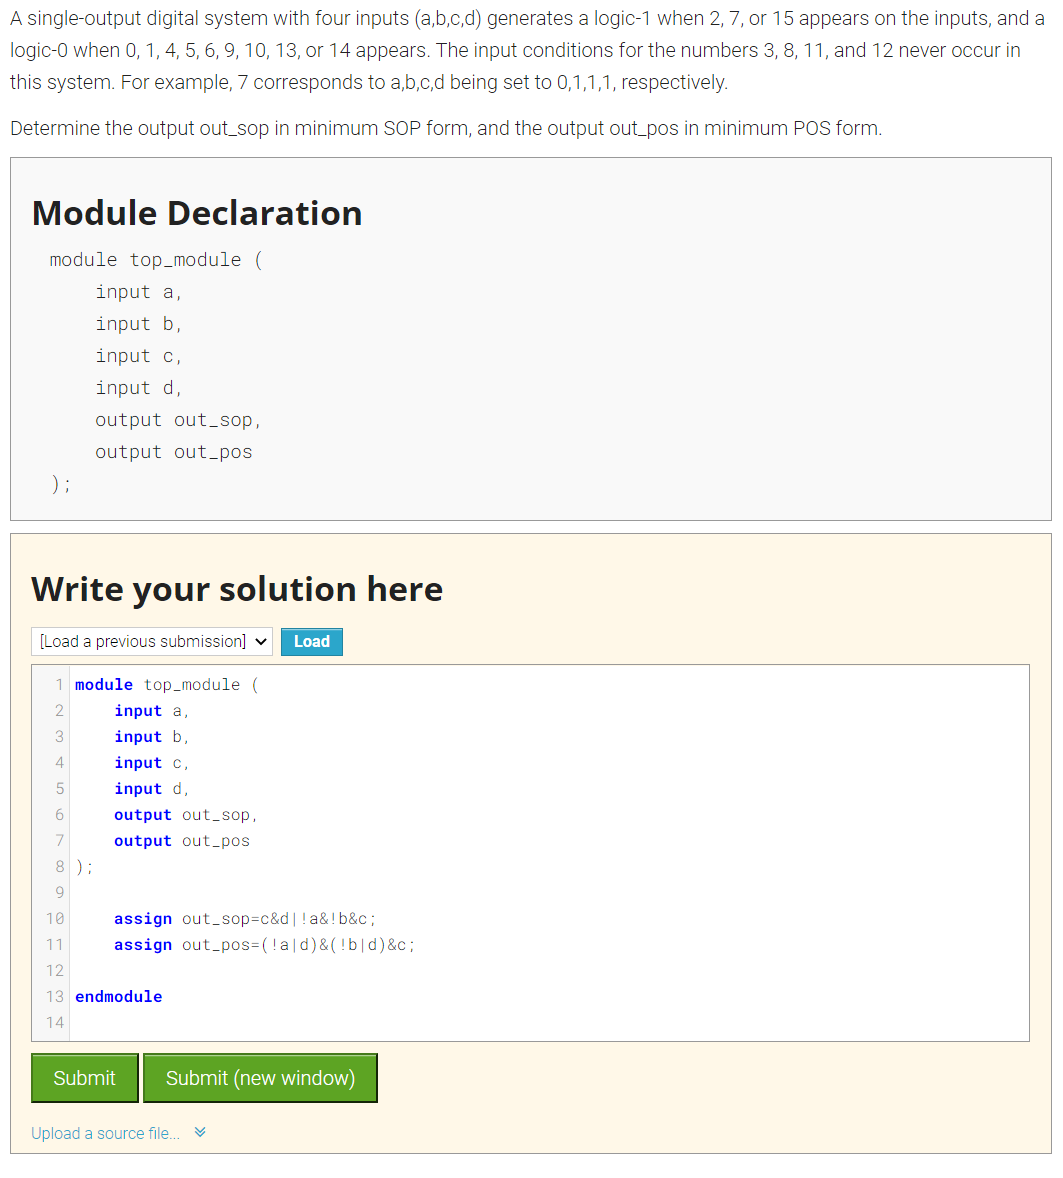 A single-output digital system with four inputs (a,b,c,d) generates a logic-1 when 2, 7, or 15 appears on the inputs, and a
logic-0 when 0, 1, 4, 5, 6, 9, 10, 13, or 14 appears. The input conditions for the numbers 3, 8, 11, and 12 never occur in
this system. For example, 7 corresponds to a,b,c,d being set to 0,1,1,1, respectively.
Determine the output out_sop in minimum SOP form, and the output out_pos in minimum POS form.
Module Declaration
module top_module (
    input a,
    input b,
    input c,
    input d,
    output out_sop,
    output out_pos
);
Write your solution here
[Load a previous submission] Load
1 module top_module (
2     input a,
3     input b,
4     input c,
5     input d,
6     output out_sop,
7     output out_pos
8 );
9
10     assign out_sop=c&d|!a&!b&c;
11     assign out_pos=(!a|d)&(!b|d)&c;
12
13 endmodule
14
Submit Submit (new window)
Upload a source file...